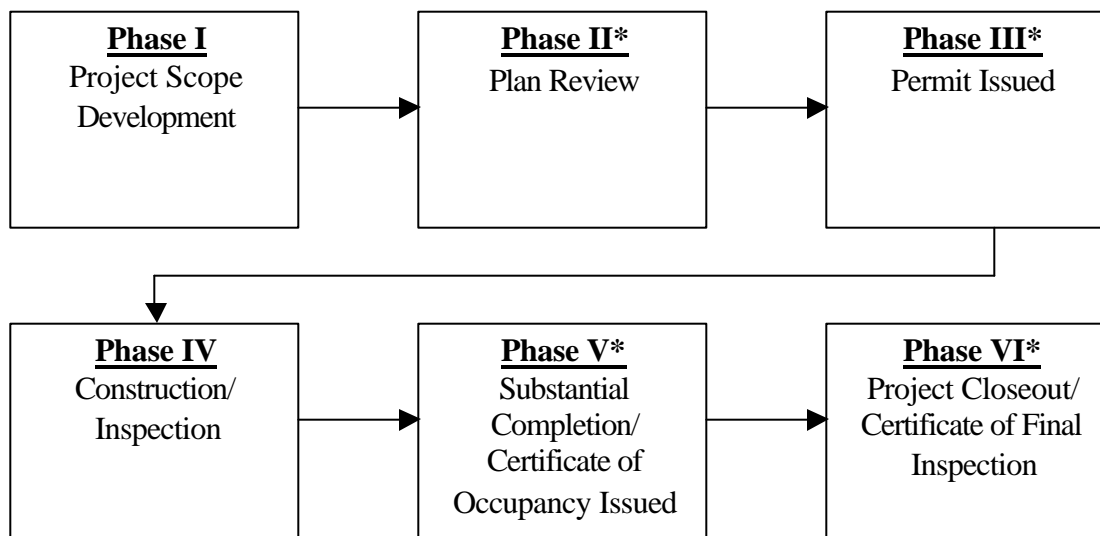 Phase I
Project Scope
Development
Phase II*
Plan Review
Phase III*
Permit Issued
Phase IV
Construction/
Inspection
Phase V*
Substantial
Completion/
Certificate of
Occupancy Issued
Phase VI*
Project Closeout/
Certificate of Final
Inspection